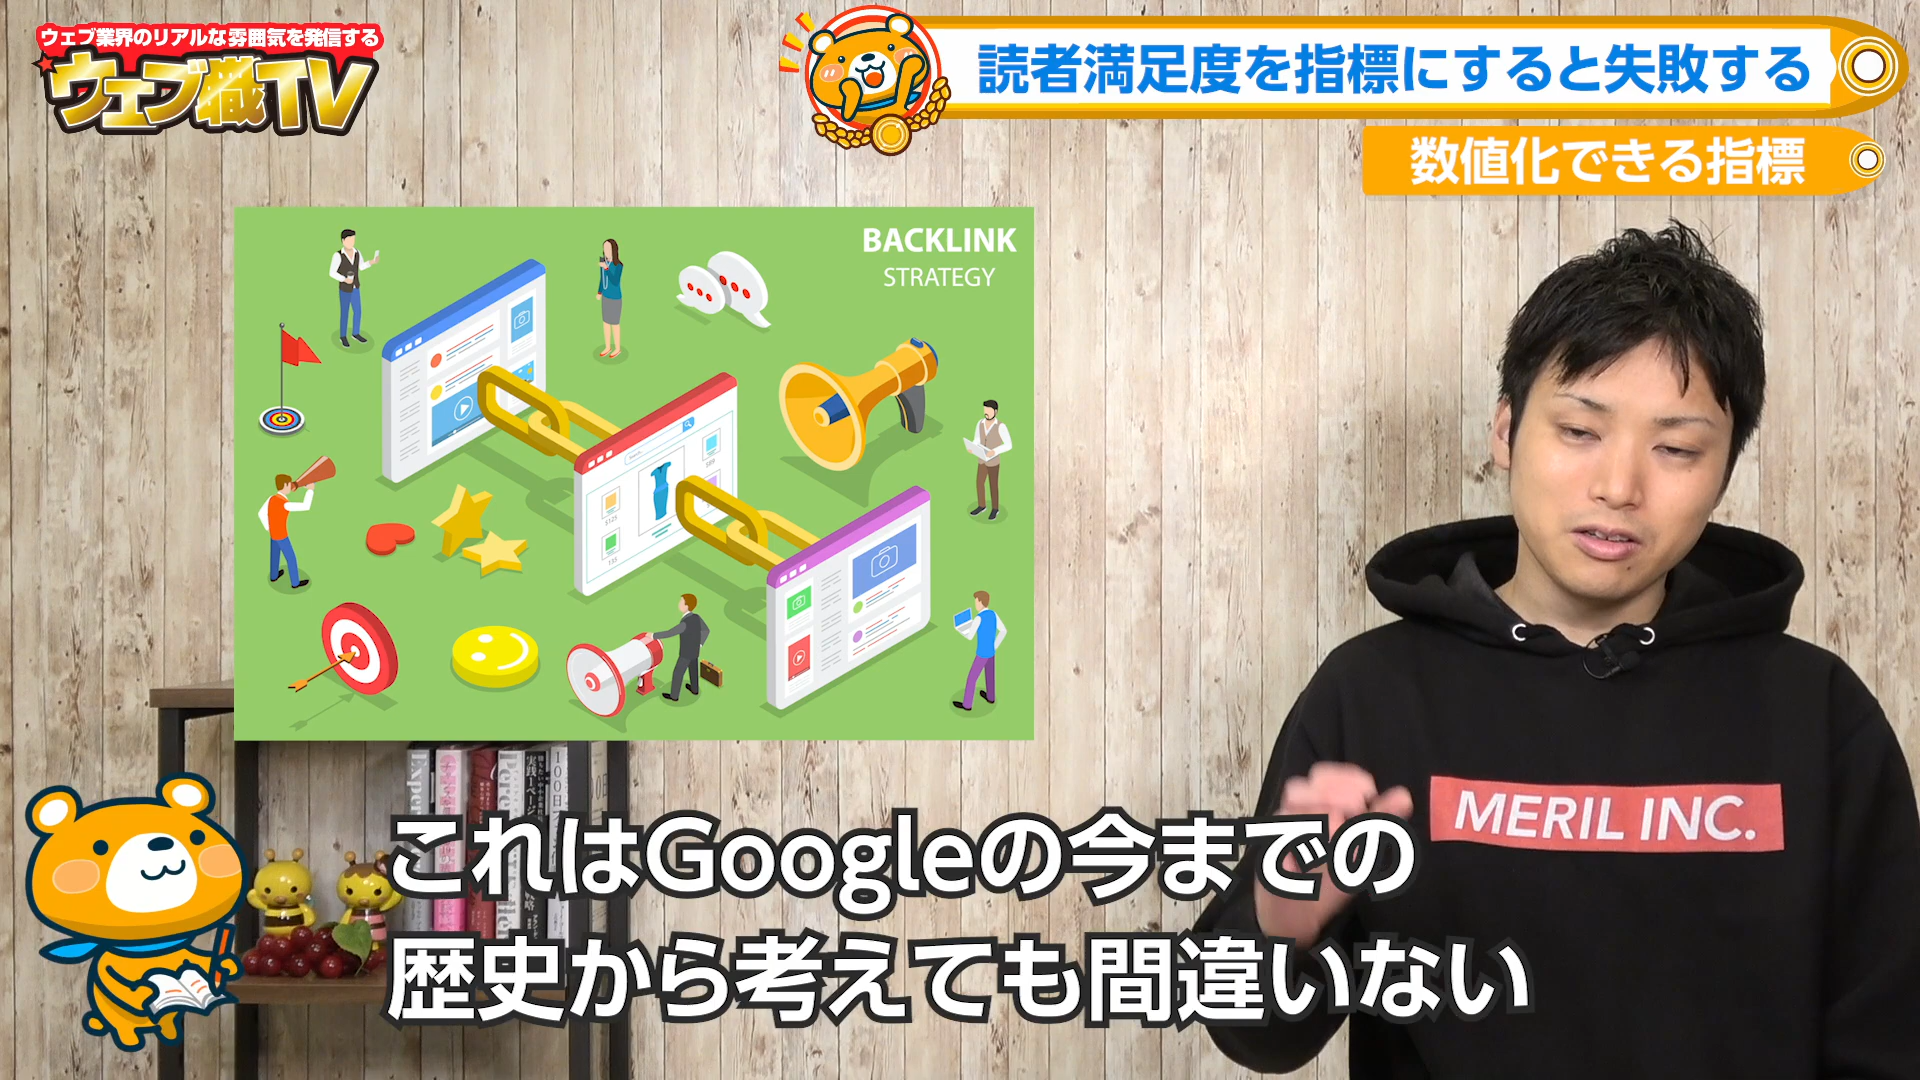 ウェブ業界のリアルな雰囲気を発信する
ウェブ職TV
読者満足度を指標にすると失敗する
数値化できる指標
BACKLINK
STRATEGY
MERIL INC.
これはGoogleの今までの
歴史から考えても間違いない